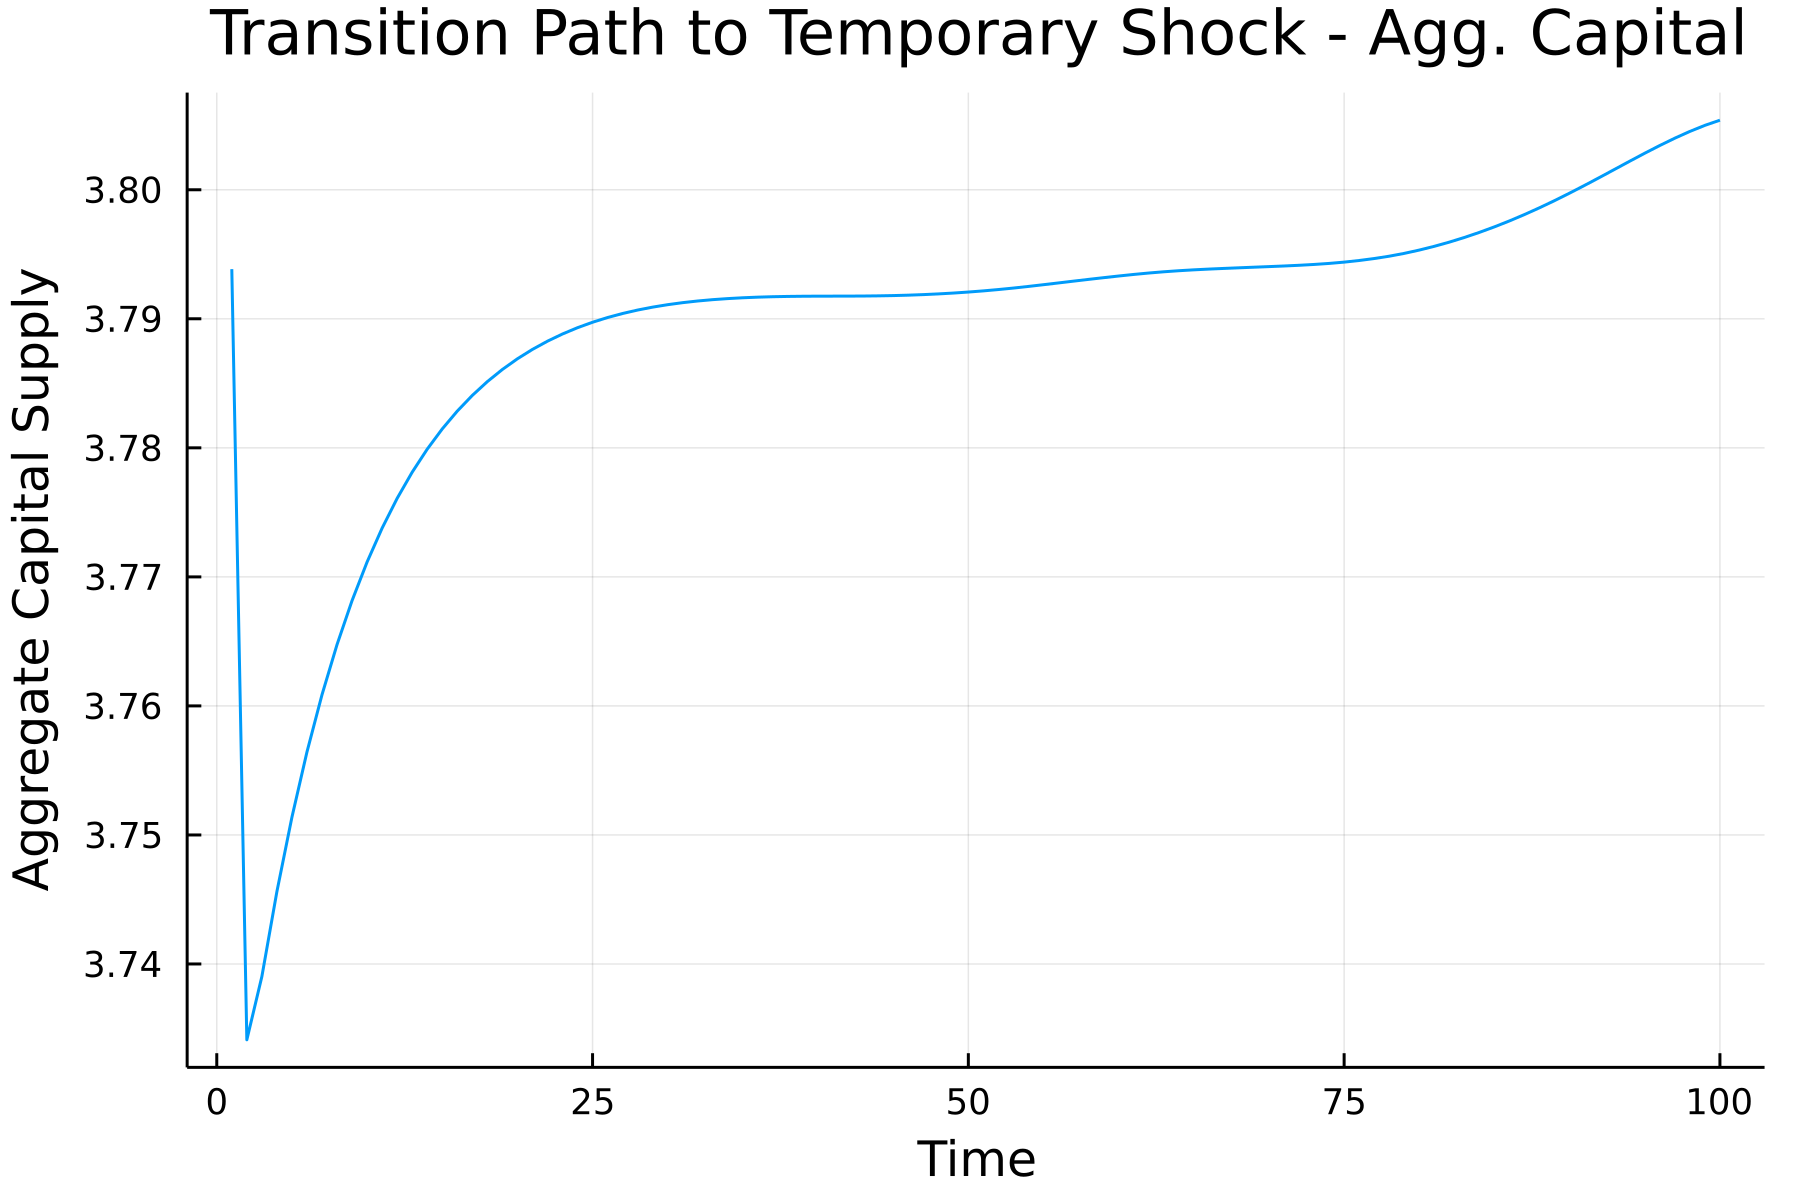 Transition Path to Temporary Shock - Agg. Capital
Aggregate Capital Supply
3.80
3.79
3.78
3.77
3.76
3.75
3.74
0 25 50 75 100
Time